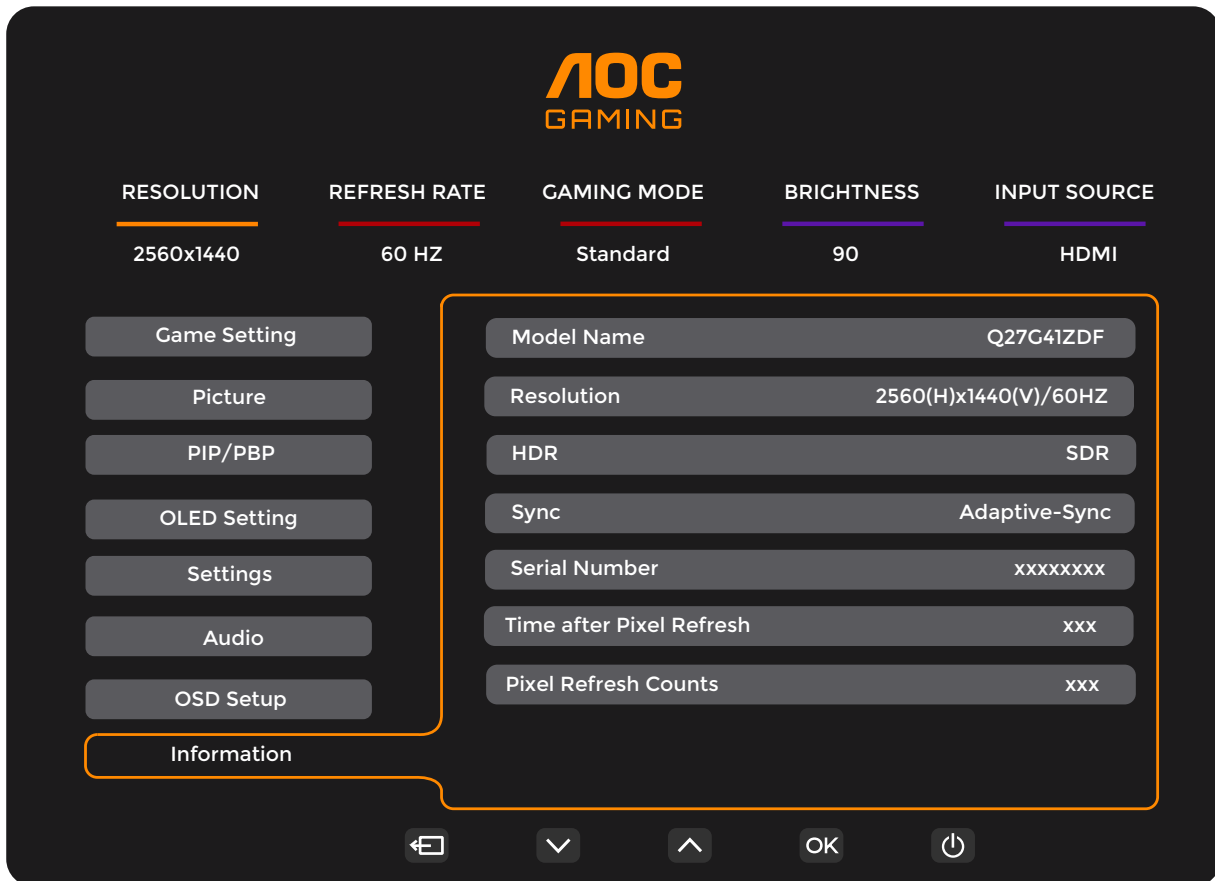 AOC
GAMING
RESOLUTION REFRESH RATE GAMING MODE BRIGHTNESS INPUT SOURCE
2560x1440 60 HZ Standard 90 HDMI
Game Setting
Picture
PIP/PBP
OLED Setting
Settings
Audio
OSD Setup
Information
Model Name Q27G41ZDF
Resolution 2560(H)x1440(V)/60HZ
HDR SDR
Sync Adaptive-Sync
Serial Number xxxxxxxx
Time after Pixel Refresh xxx
Pixel Refresh Counts xxx
OK